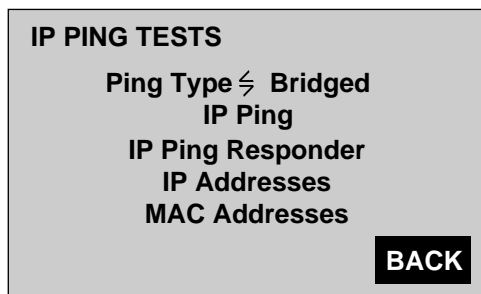 IP PING TESTS
Ping Type Bridged
IP Ping
IP Ping Responder
IP Addresses
MAC Addresses
BACK